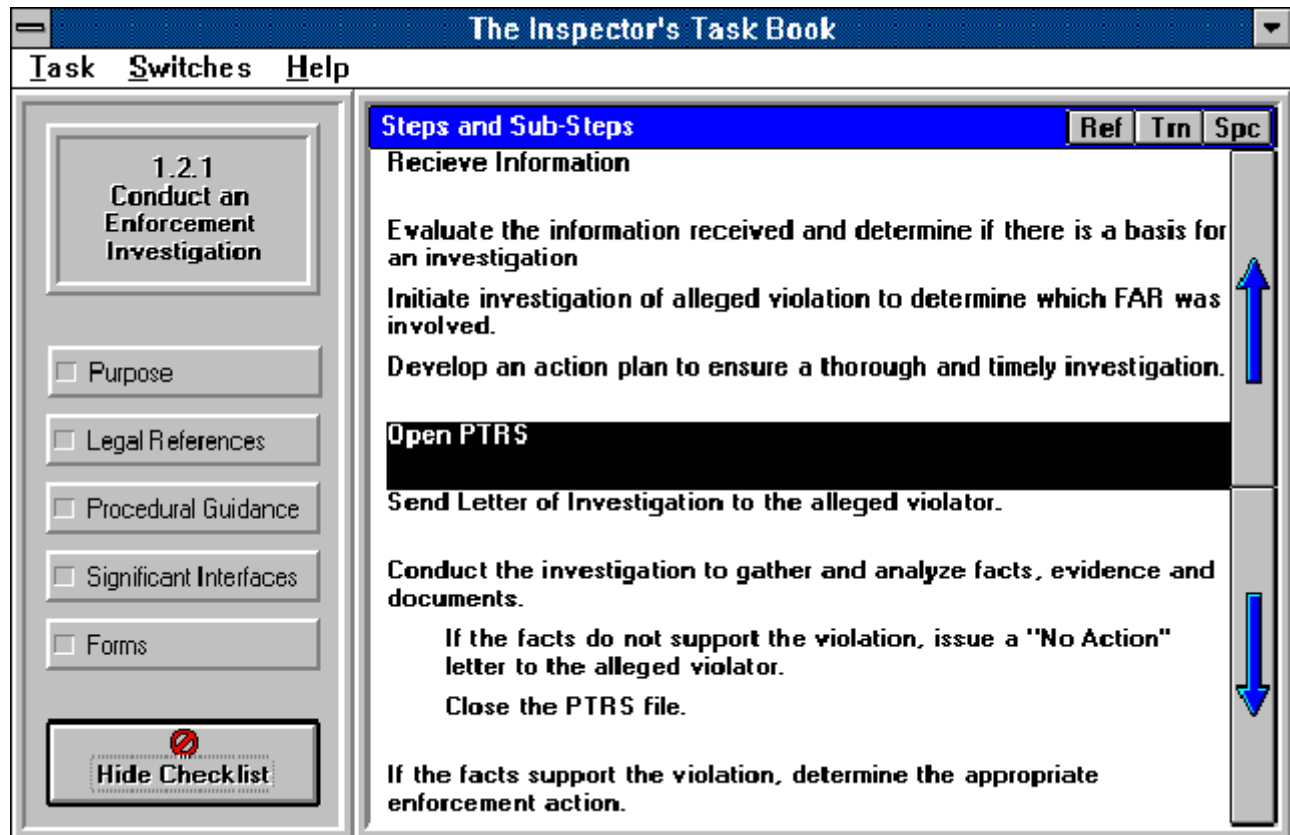 The Inspector's Task Book
Task Switches Help
1.2.1
Conduct an
Enforcement
Investigation
Purpose
Legal References
Procedural Guidance
Significant Interfaces
Forms
Hide Checklist
Steps and Sub-Steps Ref Trn Spc
Recieve Information
Evaluate the information received and determine if there is a basis for
an investigation
Initiate investigation of alleged violation to determine which FAR was
involved.
Develop an action plan to ensure a thorough and timely investigation.
Open PTRS
Send Letter of Investigation to the alleged violator.
Conduct the investigation to gather and analyze facts, evidence and
documents.
If the facts do not support the violation, issue a "No Action"
letter to the alleged violator.
Close the PTRS file.
If the facts support the violation, determine the appropriate
enforcement action.